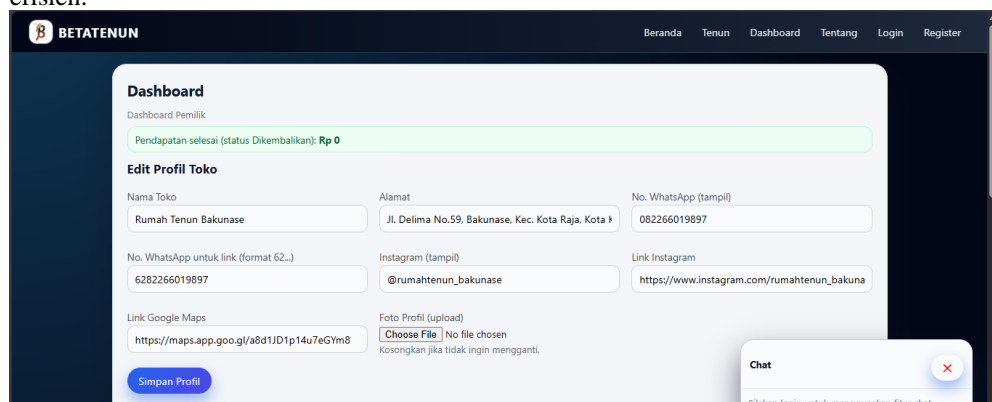 BETATENUN
Beranda Tenun Dashboard Tentang Login Register
Dashboard
Dashboard Pemilik
Pendapatan selesai (status Dikembalikan): Rp 0
Edit Profil Toko
Nama Toko Alamat No. WhatsApp (tampil)
Rumah Tenun Bakunase Jl. Delima No.59, Bakunase, Kec. Kota Raja, Kota 082266019897
No. WhatsApp untuk link (format 62...) Instagram (tampil) Link Instagram
6282266019897 @rumahtenun_bakunase https://www.instagram.com/rumahtenun_bakuna
Link Google Maps Foto Profil (upload)
https://maps.app.goo.gl/a8d1JD1p14u7eGYm8 Choose File No file chosen
Kosongkan jika tidak ingin mengganti.
Simpan Profil
Chat